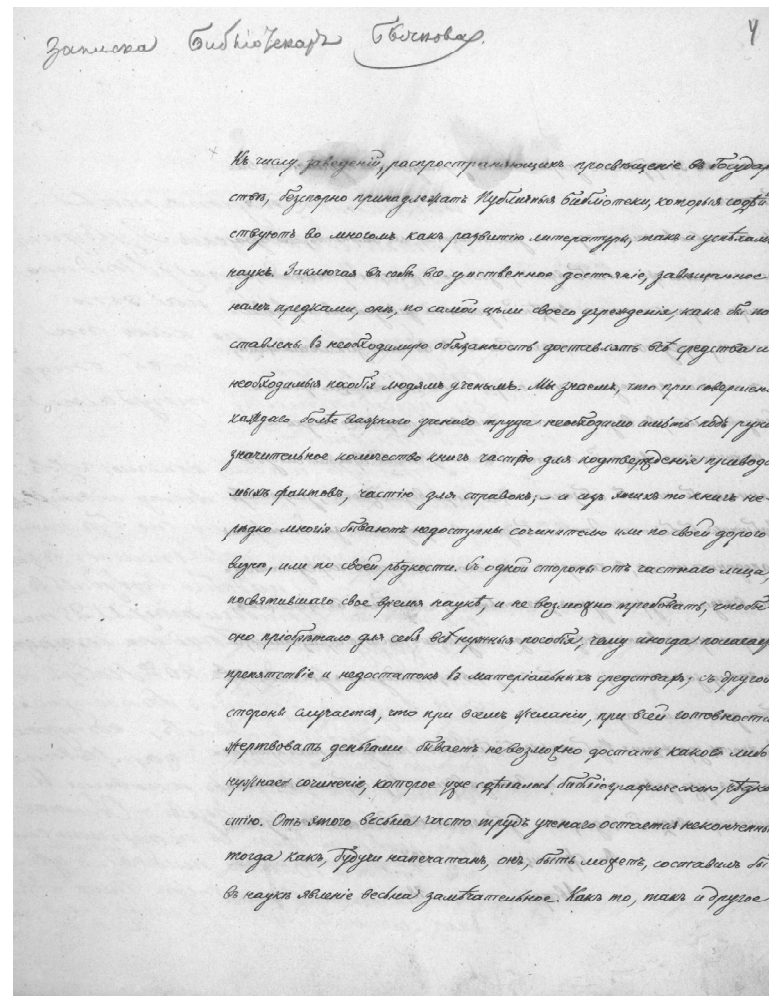 Записка Библіотекаря Бычкова.
4
Къ числу заведеній, распространяющихъ просвѣщеніе въ Государ
ствѣ, безспорно принадлежатъ Публичныя библіотеки, которыя содѣй
ствуютъ во многомъ какъ развитію литературы, такъ и успѣхамъ
наукъ. Заключая въ себѣ все умственное достояніе, завѣщанное
намъ предками, онѣ, по самой цѣли своего учрежденія, какъ бы по
ставлены въ необходимую обязанность доставлять всѣ средства и
необходимыя пособія людямъ ученымъ. Мы знаемъ, что при совершен
каждаго болѣе важнаго ученаго труда необходимо имѣть подъ рука
значительное количество книгъ частію для подтвержденія приводи
мыхъ фактовъ, частію для справокъ; – и изъ этихъ то книгъ не-
рѣдко многія бываютъ недоступны сочинителю или по своей дорого
визнѣ, или по своей рѣдкости. Съ одной стороны отъ частнаго лица,
посвятившаго свое время наукѣ, и не возможно требовать, чтобы
оно пріобрѣтало для себя всѣ нужныя пособія, чему иногда полагаетъ
препятствіе и недостатокъ въ матеріальныхъ средствахъ; съ другой
стороны случается, что при всемъ желаніи, при всей готовности
жертвовать деньгами бываетъ невозможно достать какое либо
нужное сочиненіе, которое уже сдѣлалось библіографическою рѣдко
стію. Отъ этого весьма часто трудъ ученаго остается неконченнымъ
тогда какъ, будучи напечатанъ, онъ, быть можетъ, составилъ бы
въ наукѣ явленіе весьма замѣчательное. Какъ то, такъ и другое